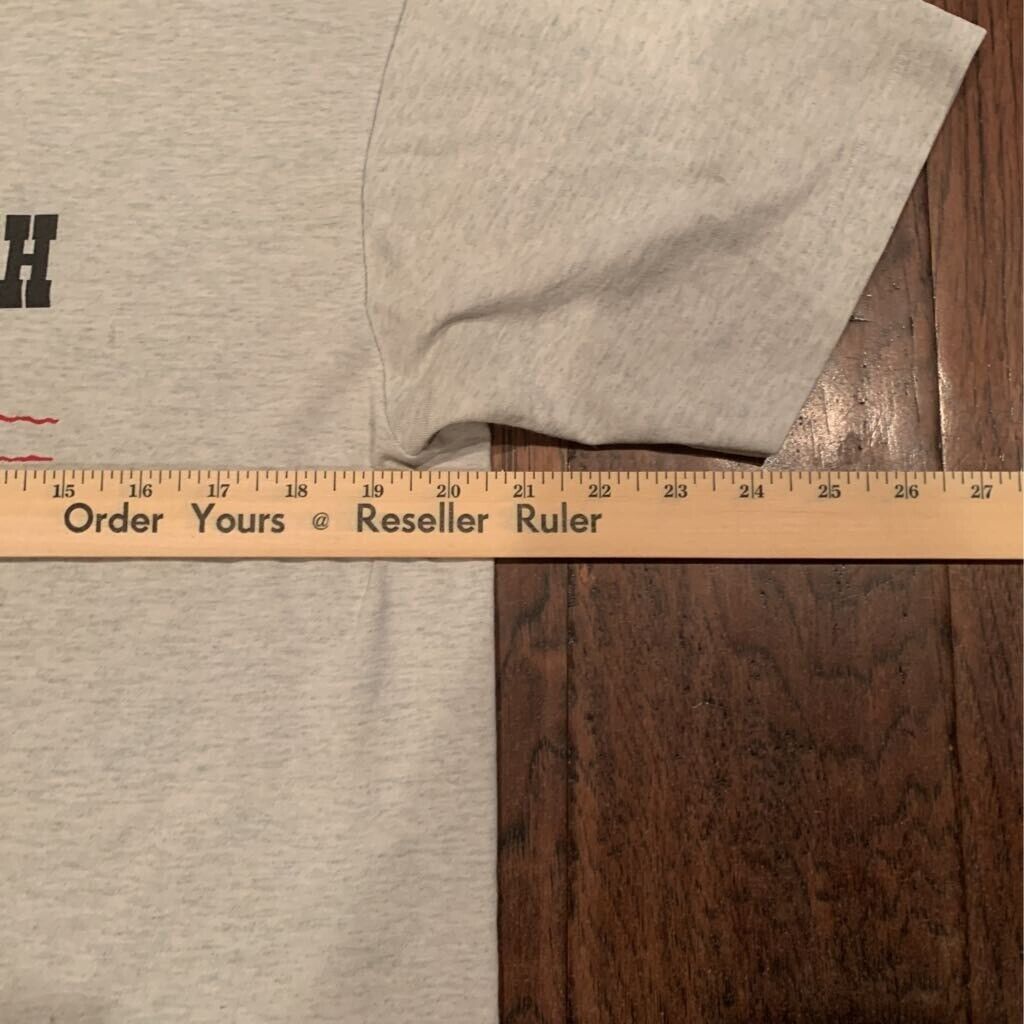 H
15 16 17 18 19 20 21 22 23 24 25 26 27
Order Yours @ Reseller Ruler